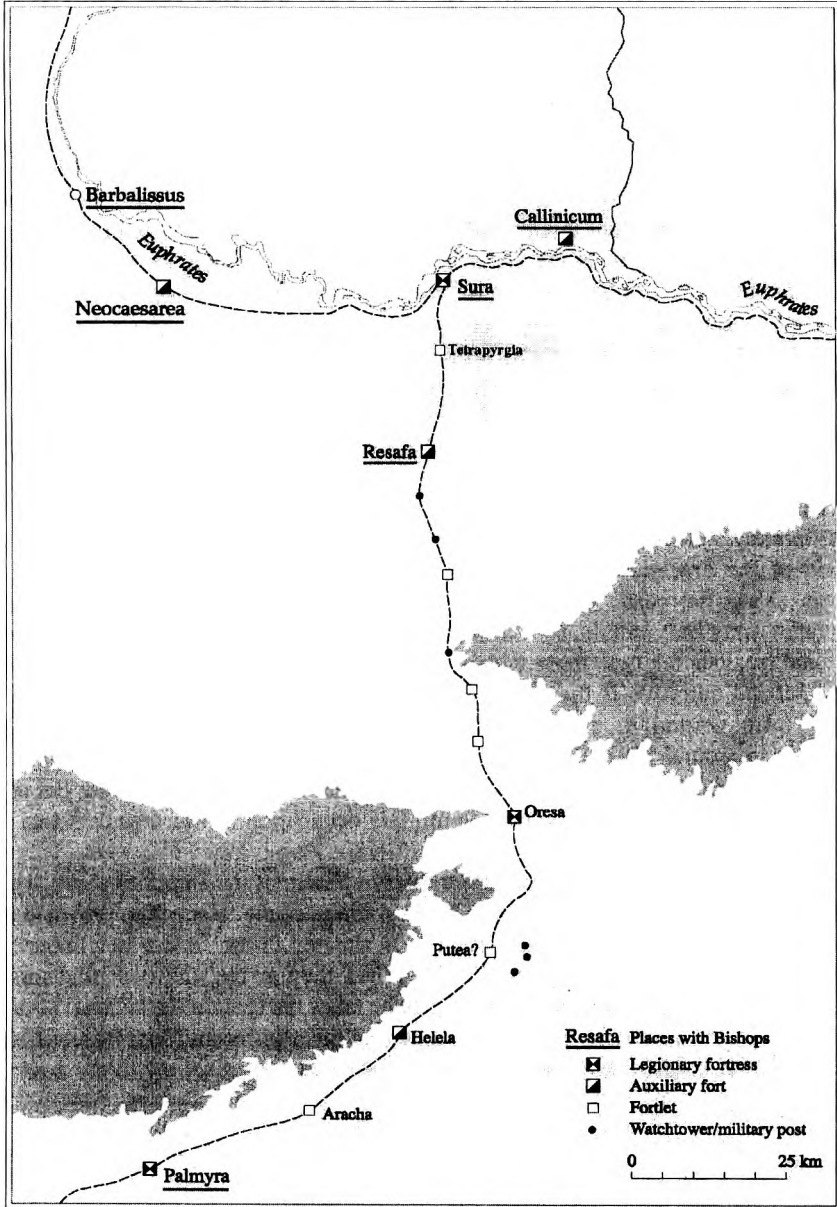 Barbalissus
Callinicum
Euphrates
Neocaesarea
Sura
Euphrates
Tetrapyrgia
Resafa
Oresa
Putea?
Helela
Aracha
Palmyra
Resafa Places with Bishops
Legionary fortress
Auxiliary fort
Fortlet
Watchtower/military post
0 25 km